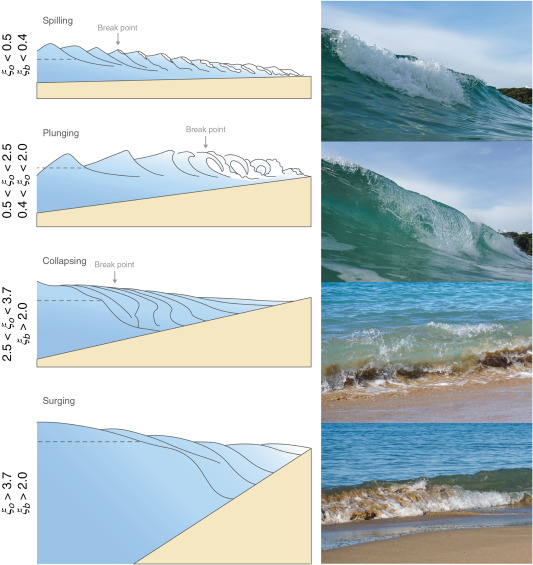 Spilling
Break point
ξo < 0.5
ξb < 0.4
Plunging
Break point
0.5 < ξo < 2.5
0.4 < ξb < 2.0
Collapsing
Break point
2.5 < ξo < 3.7
ξb > 2.0
Surging
ξo > 3.7
ξb > 2.0